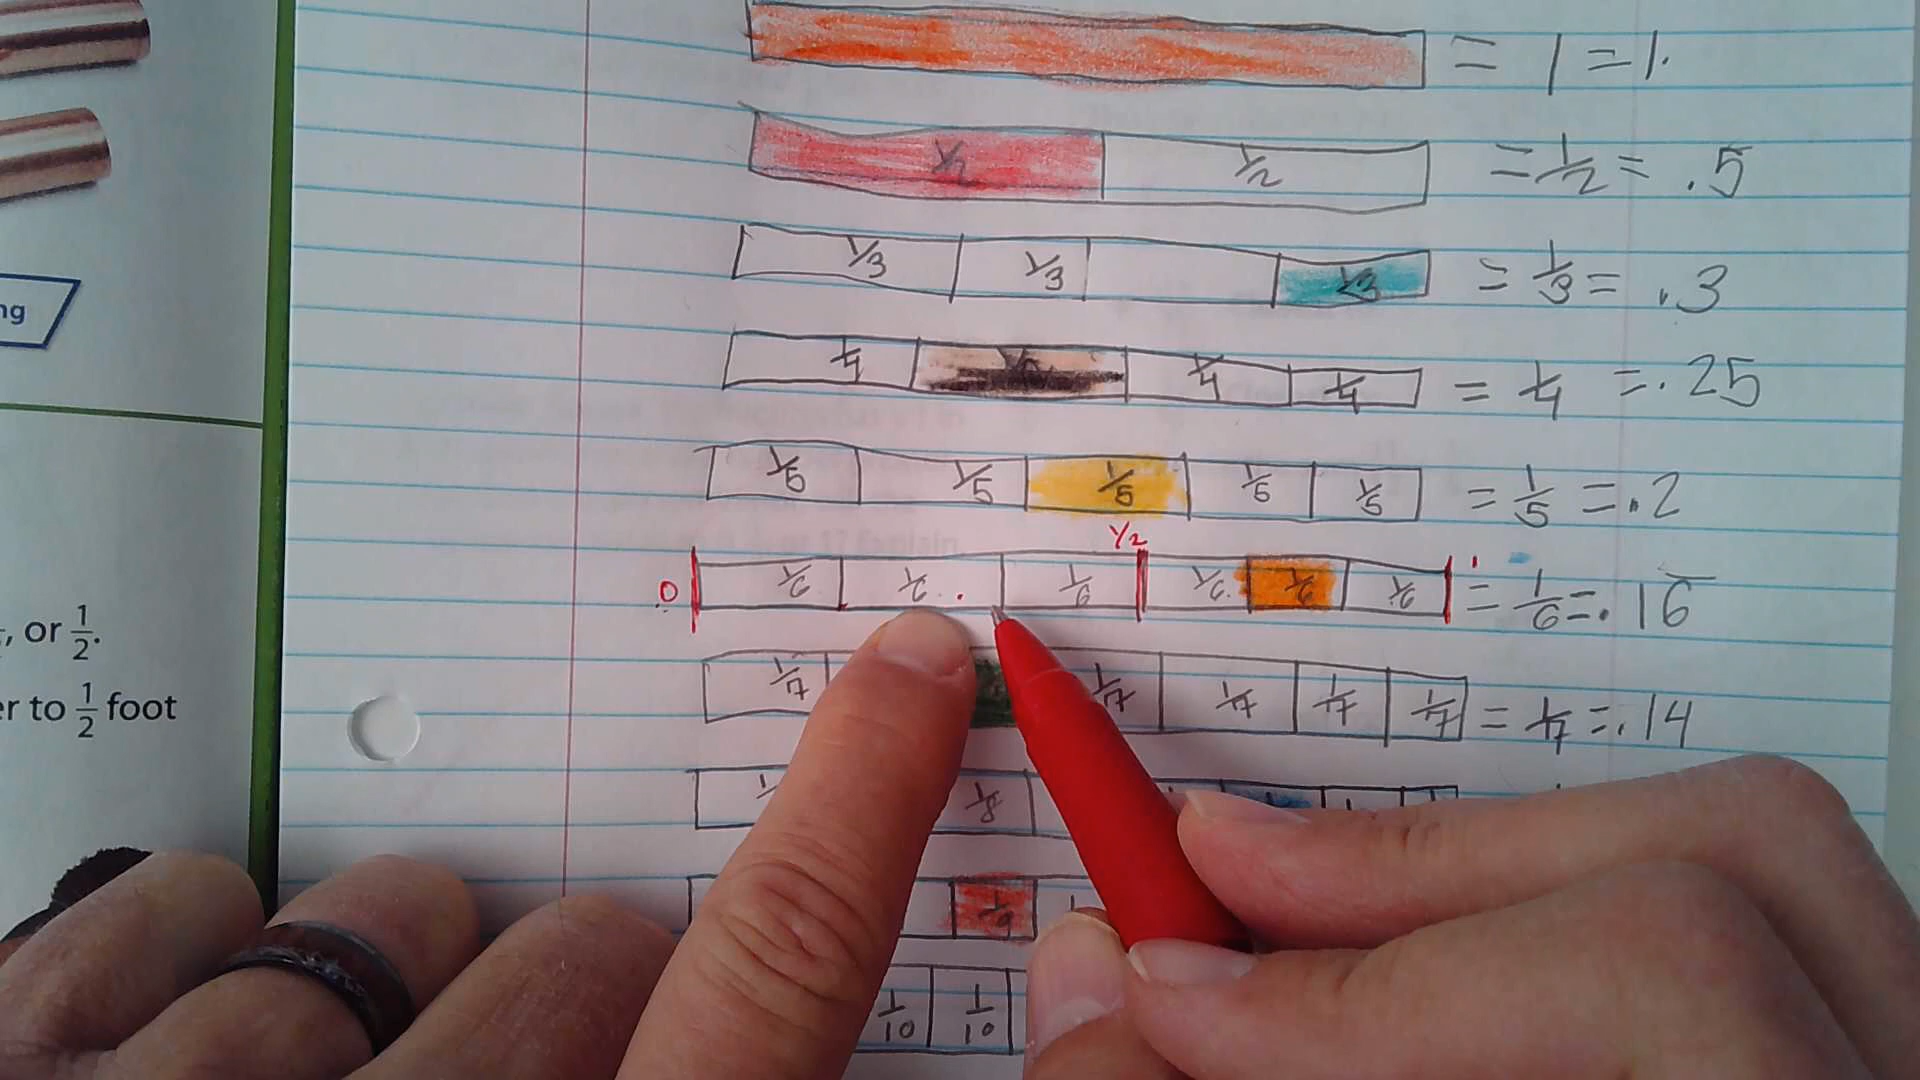 = 1 = 1.
1/2 1/2 = 1/2 = .5
1/3 1/3 1/3 = 1/3 = .3
1/4 1/4 1/4 = 1/4 = .25
1/5 1/5 1/5 1/5 1/5 = 1/5 = .2
1/2
0 1/6 1/6 1/6 1/6 1/6 1/6 = 1/6 = .16̅
1/7 1/7 1/7 1/7 1/7 = 1/7 = .14
1/8
1/9
1/10 1/10
ng
, or 1/2.
er to 1/2 foot